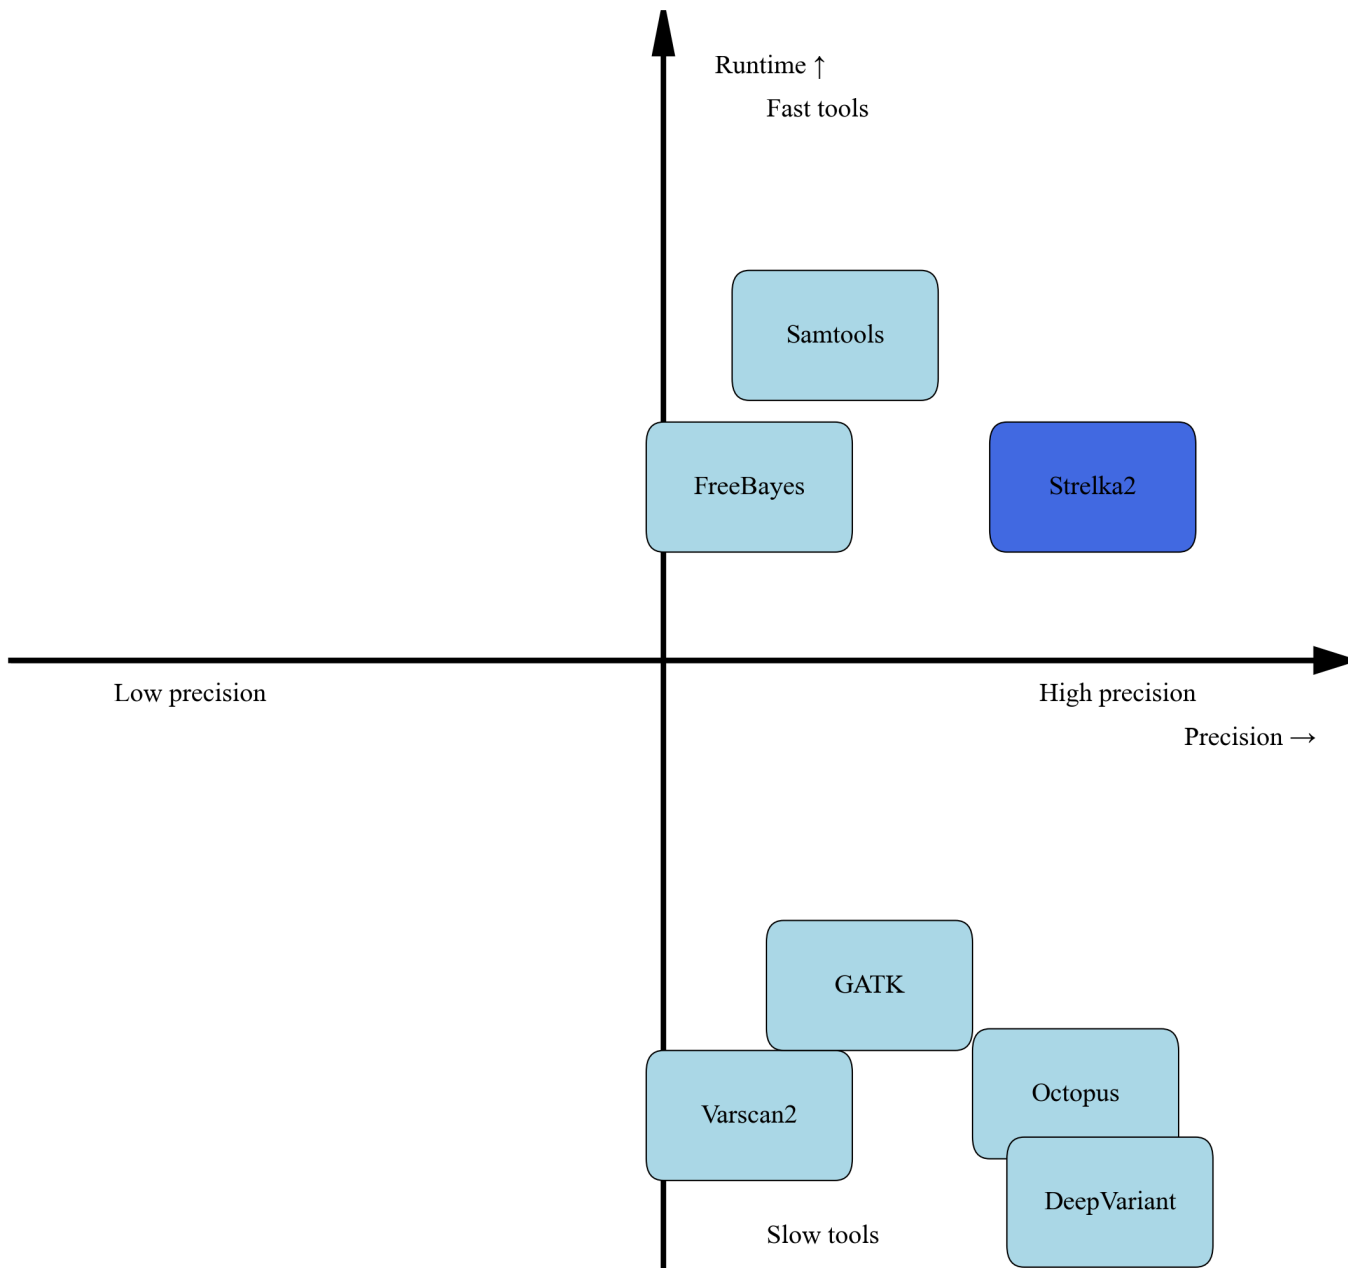 Runtime ↑
Fast tools
Samtools
FreeBayes
Strelka2
Low precision
High precision
Precision →
GATK
Octopus
Varscan2
DeepVariant
Slow tools